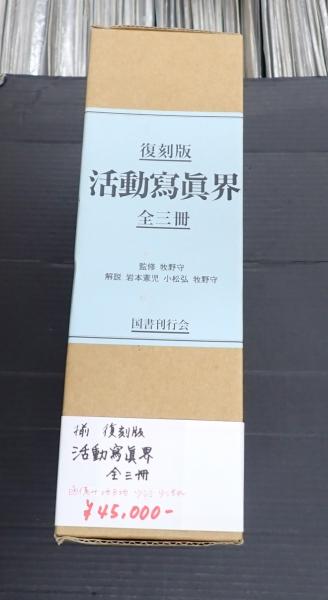 復刻版
活動寫眞界
全三冊
監修 牧野守
解説 岩本憲児 小松弘 牧野守
国書刊行会
揃 復刻版
活動寫眞界
全三冊
¥45,000-